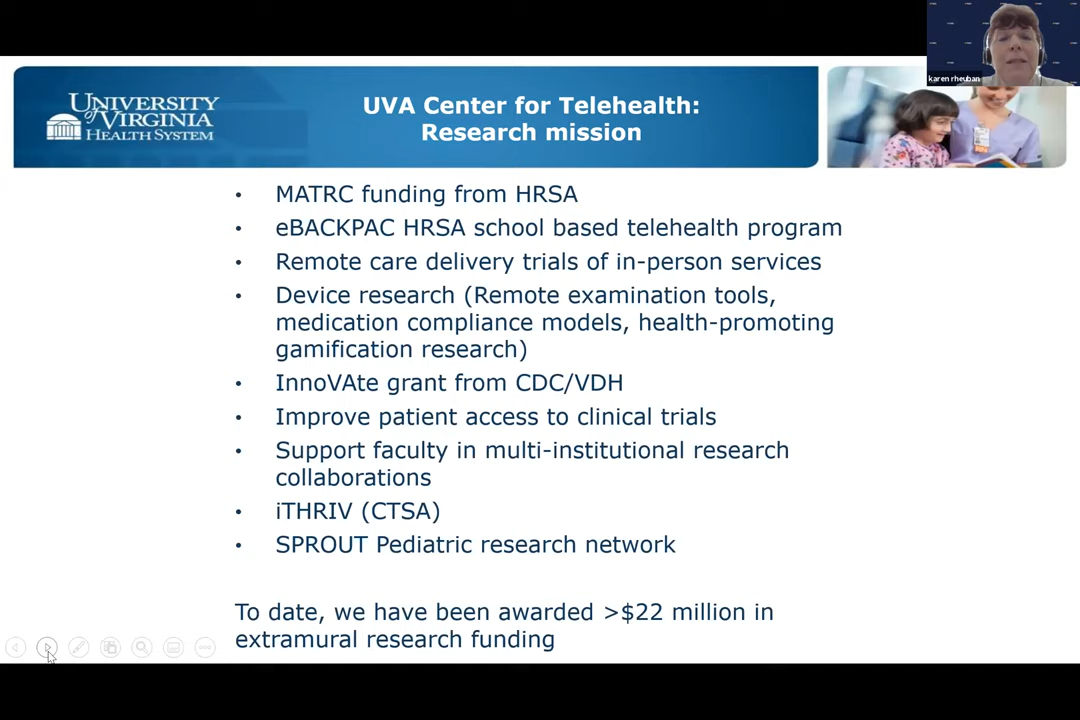 karen rheuban
UNIVERSITY
of VIRGINIA
HEALTH SYSTEM
UVA Center for Telehealth:
Research mission
• MATRC funding from HRSA
• eBACKPAC HRSA school based telehealth program
• Remote care delivery trials of in-person services
• Device research (Remote examination tools,
medication compliance models, health-promoting
gamification research)
• InnoVAte grant from CDC/VDH
• Improve patient access to clinical trials
• Support faculty in multi-institutional research
collaborations
• iTHRIV (CTSA)
• SPROUT Pediatric research network
To date, we have been awarded >$22 million in
extramural research funding